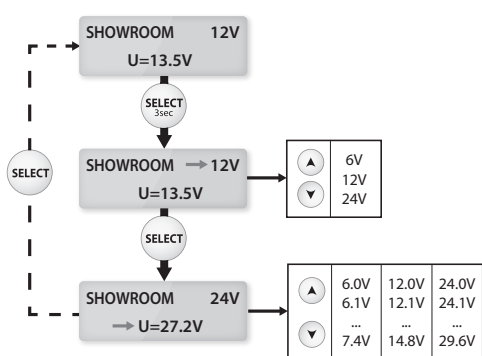 SHOWROOM 12V
U=13.5V
SELECT
3sec
SELECT
SHOWROOM → 12V
U=13.5V
6V
12V
24V
SELECT
SHOWROOM 24V
→ U=27.2V
6.0V 12.0V 24.0V
6.1V 12.1V 24.1V
... ... ...
7.4V 14.8V 29.6V